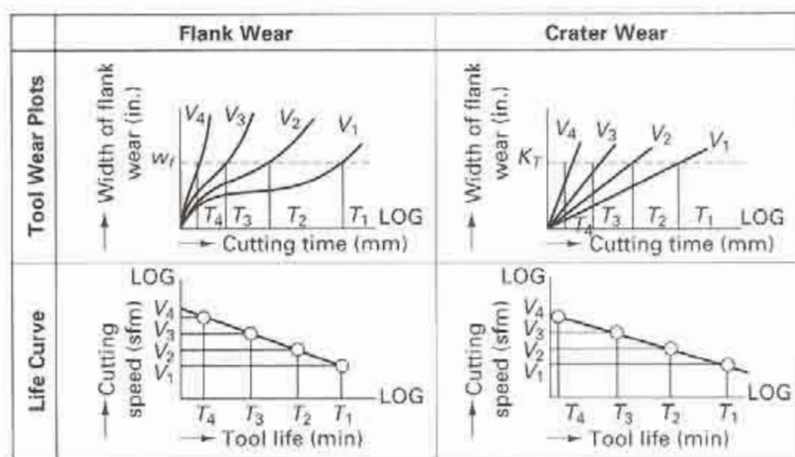 Flank Wear
Crater Wear
Tool Wear Plots
Width of flank
wear (in.)
w_f
V₄
V₃
V₂
V₁
T₄
T₃
T₂
T₁
LOG
Cutting time (mm)
Width of flank
wear (in.)
K_T
V₄
V₃
V₂
V₁
T₄
T₃
T₂
T₁
LOG
Cutting time (mm)
Life Curve
LOG
Cutting
speed (sfm)
V₄
V₃
V₂
V₁
LOG
T₄
T₃
T₂
T₁
Tool life (min)
LOG
Cutting
speed (sfm)
V₄
V₃
V₂
V₁
LOG
T₄
T₃
T₂
T₁
Tool life (min)